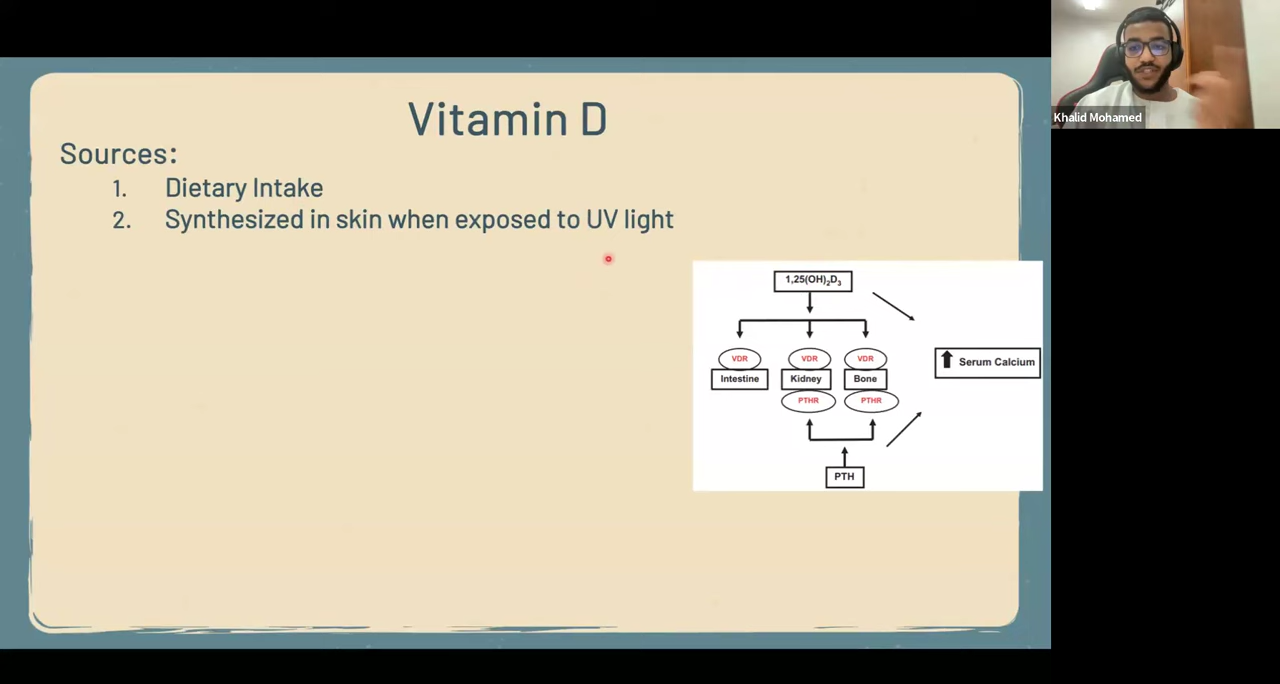 Vitamin D
Sources:
1. Dietary Intake
2. Synthesized in skin when exposed to UV light
1,25(OH)₂D₃
VDR VDR VDR
Intestine Kidney Bone
PTHR PTHR
PTH
Serum Calcium
Khalid Mohamed